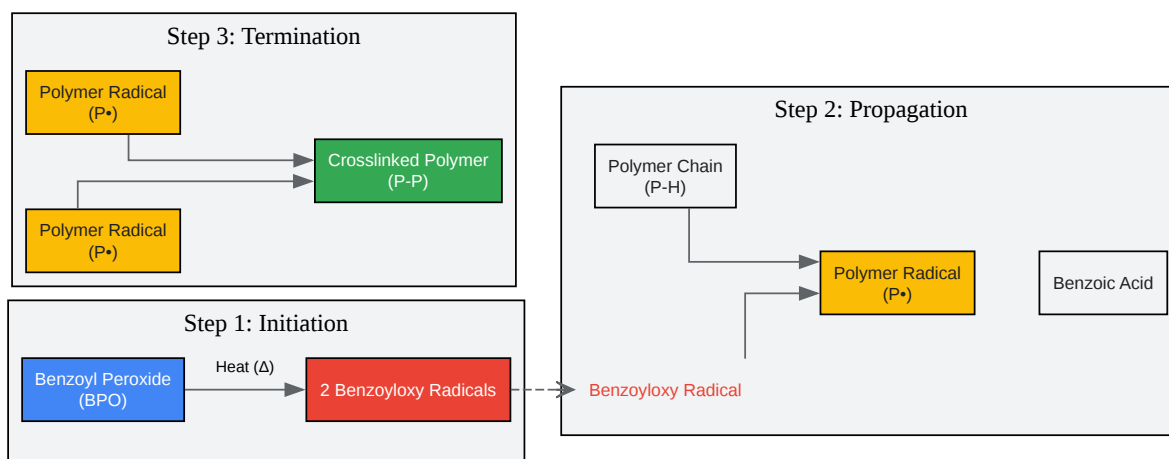 Step 3: Termination
Polymer Radical
(P•)
Crosslinked Polymer
(P-P)
Polymer Radical
(P•)
Step 1: Initiation
Benzoyl Peroxide
(BPO)
Heat (Δ)
2 Benzoyloxy Radicals
Step 2: Propagation
Polymer Chain
(P-H)
Polymer Radical
(P•)
Benzoic Acid
Benzoyloxy Radical